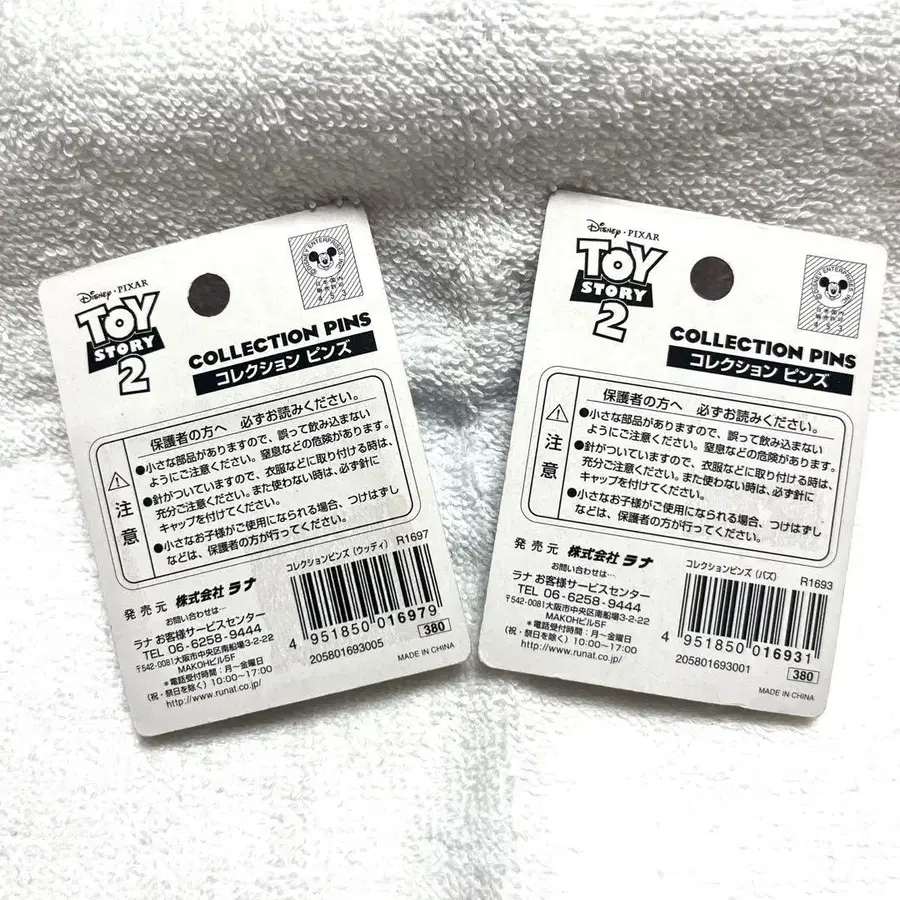 Disney · PIXAR
TOY
STORY
2
©DISNEY ENTERPRISES, INC.
日本国内
販売許可
453
COLLECTION PINS
コレクション ピンズ
保護者の方へ 必ずお読みください。
注意
●小さな部品がありますので、誤って飲み込まない
ようにご注意ください。窒息などの危険があります。
●針がついていますので、衣服などに取り付ける時は、
充分ご注意ください。また使わない時は、必ず針に
キャップを付けてください。
●小さなお子様がご使用になられる場合、つけはずし
などは、保護者の方が行ってください。
発売元 株式会社 ラナ
お問い合わせは…
ラナ お客様サービスセンター
TEL 06-6258-9444
〒542-0081大阪市中央区南船場3-2-22
MAKOHビル5F
*電話受付時間:月〜金曜日
(祝・祭日を除く) 10:00〜17:00
http://www.runat.co.jp/
コレクションピンズ (ウッディ) R1697
4 951850 016979
205801693005
380
MADE IN CHINA
Disney · PIXAR
TOY
STORY
2
©DISNEY ENTERPRISES, INC.
日本国内
販売許可
453
COLLECTION PINS
コレクション ピンズ
保護者の方へ 必ずお読みください。
注意
●小さな部品がありますので、誤って飲み込まない
ようにご注意ください。窒息などの危険があります。
●針がついていますので、衣服などに取り付ける時は、
充分ご注意ください。また使わない時は、必ず針に
キャップを付けてください。
●小さなお子様がご使用になられる場合、つけはずし
などは、保護者の方が行ってください。
発売元 株式会社 ラナ
お問い合わせは…
ラナ お客様サービスセンター
TEL 06-6258-9444
〒542-0081大阪市中央区南船場3-2-22
MAKOHビル5F
*電話受付時間:月〜金曜日
(祝・祭日を除く) 10:00〜17:00
http://www.runat.co.jp/
コレクションピンズ (バズ) R1693
4 951850 016931
205801693001
380
MADE IN CHINA